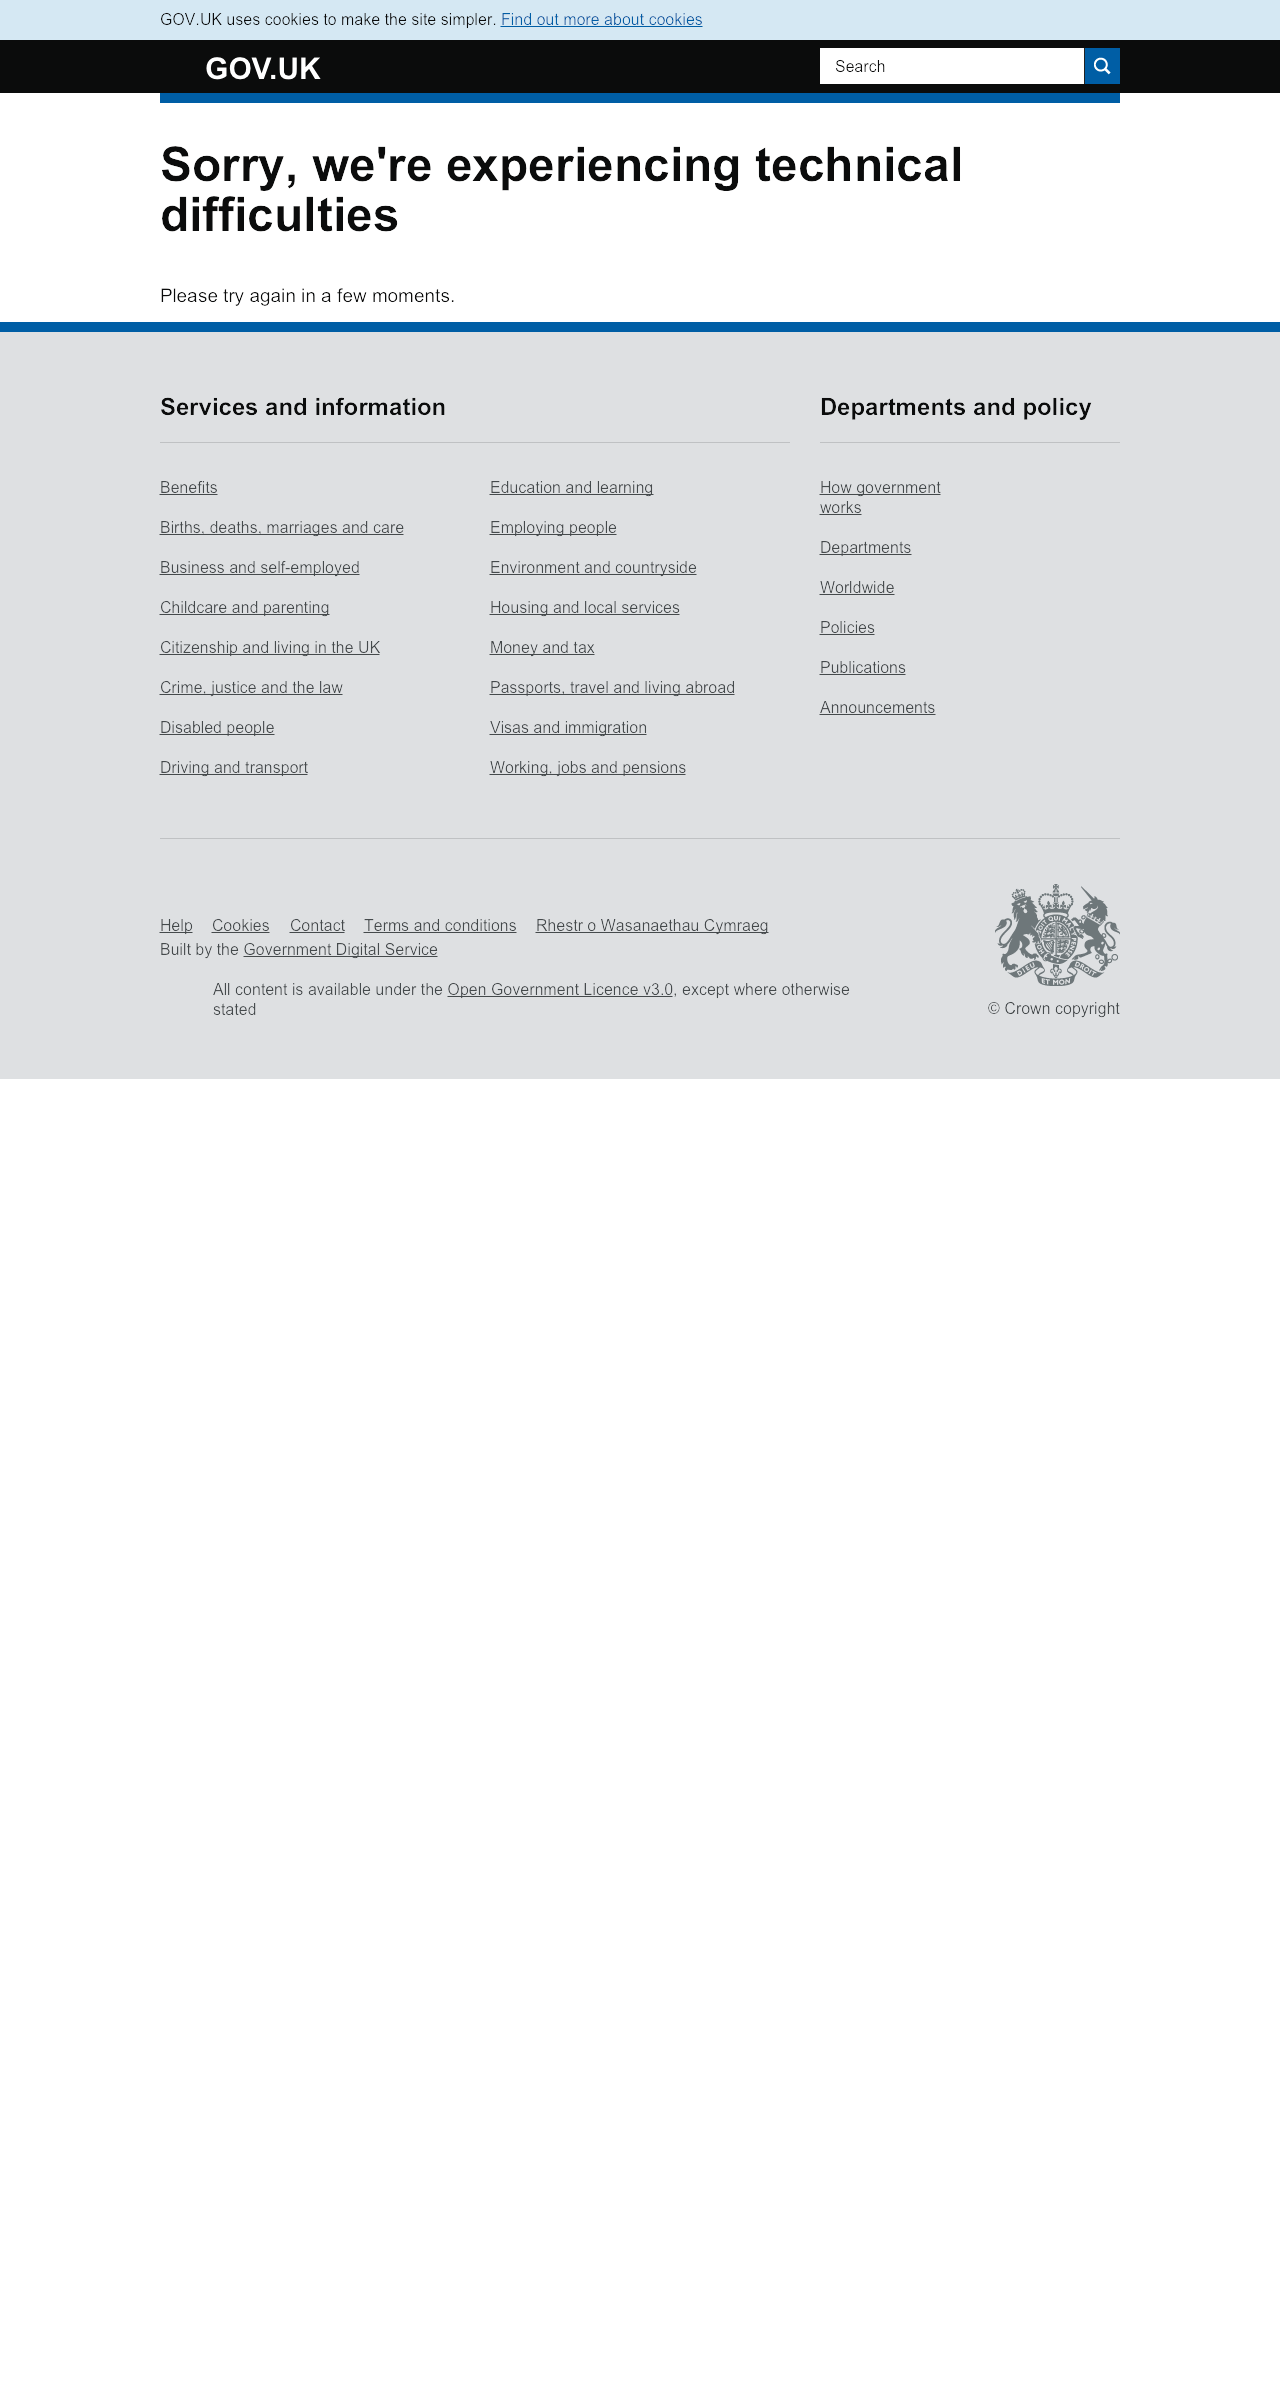 GOV.UK uses cookies to make the site simpler. Find out more about cookies
GOV.UK
Search
Sorry, we're experiencing technical
difficulties
Please try again in a few moments.
Services and information
Benefits
Births, deaths, marriages and care
Business and self-employed
Childcare and parenting
Citizenship and living in the UK
Crime, justice and the law
Disabled people
Driving and transport
Education and learning
Employing people
Environment and countryside
Housing and local services
Money and tax
Passports, travel and living abroad
Visas and immigration
Working, jobs and pensions
Departments and policy
How government
works
Departments
Worldwide
Policies
Publications
Announcements
Help Cookies Contact Terms and conditions Rhestr o Wasanaethau Cymraeg
Built by the Government Digital Service
All content is available under the Open Government Licence v3.0, except where otherwise
stated
DIEU ET MON DROIT
© Crown copyright